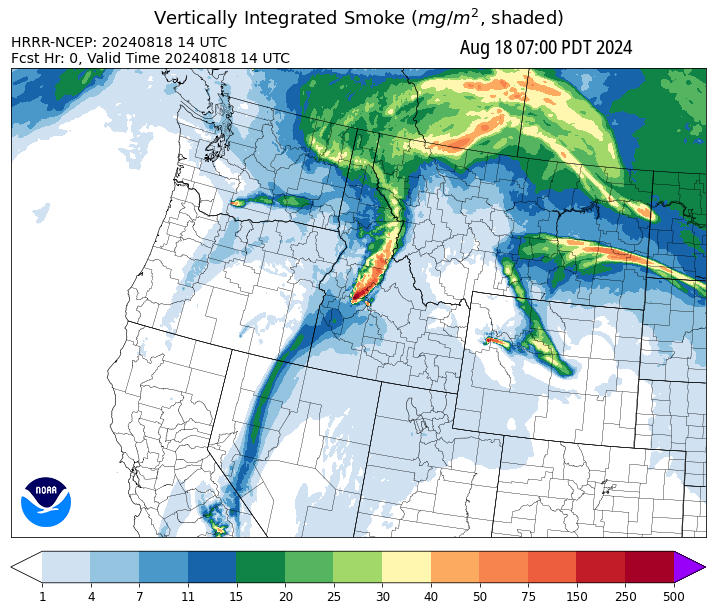 Vertically Integrated Smoke (mg/m², shaded)
HRRR-NCEP: 20240818 14 UTC
Aug 18 07:00 PDT 2024
Fcst Hr: 0, Valid Time 20240818 14 UTC
NOAA
1 4 7 11 15 20 25 30 40 50 75 150 250 500